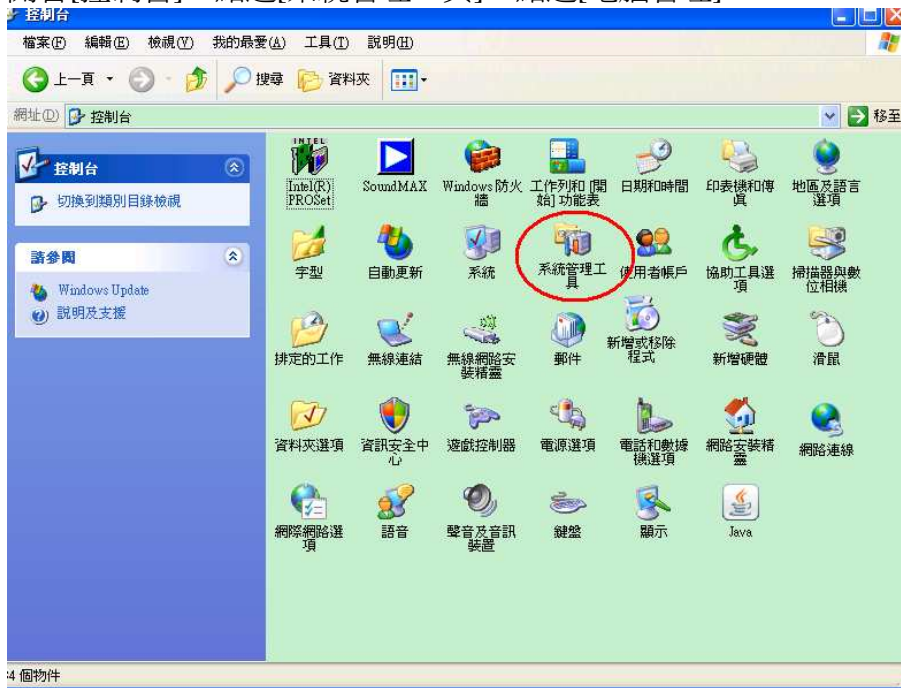 控制台
檔案(F) 編輯(E) 檢視(V) 我的最愛(A) 工具(T) 說明(H)
上一頁 搜尋 資料夾
網址(D) 控制台 移至
控制台
切換到類別目錄檢視
請參閱
Windows Update
說明及支援
INTEL
Intel(R)
PROSet
SoundMAX
Windows 防火
牆
工作列和 [開
始] 功能表
日期和時間
印表機和傳
真
地區及語言
選項
字型
自動更新
系統
系統管理工
具
使用者帳戶
協助工具選
項
掃描器與數
位相機
排定的工作
無線連結
無線網路安
裝精靈
郵件
新增或移除
程式
新增硬體
滑鼠
資料夾選項
資訊安全中
心
遊戲控制器
電源選項
電話和數據
機選項
網路安裝精
靈
網路連線
網際網路選
項
語音
聲音及音訊
裝置
鍵盤
顯示
Java
4 個物件